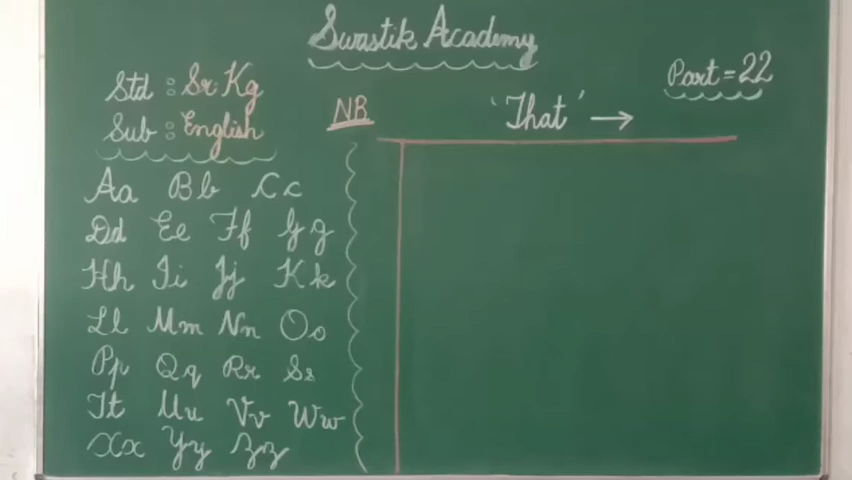 Swastik Academy
Std : Sr Kg
Part = 22
Sub : English
NB
'That' →
Aa Bb Cc
Dd Ee Ff Gg
Hh Ii Jj Kk
Ll Mm Nn Oo
Pp Qq Rr Ss
Tt Uu Vv Ww
Xx Yy Zz